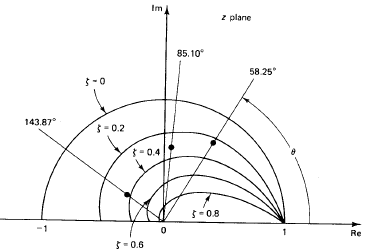 Im
z plane
85.10°
58.25°
ζ = 0
143.87°
ζ = 0.2
ζ = 0.4
θ
ζ = 0.8
−1
0
1
Re
ζ = 0.6